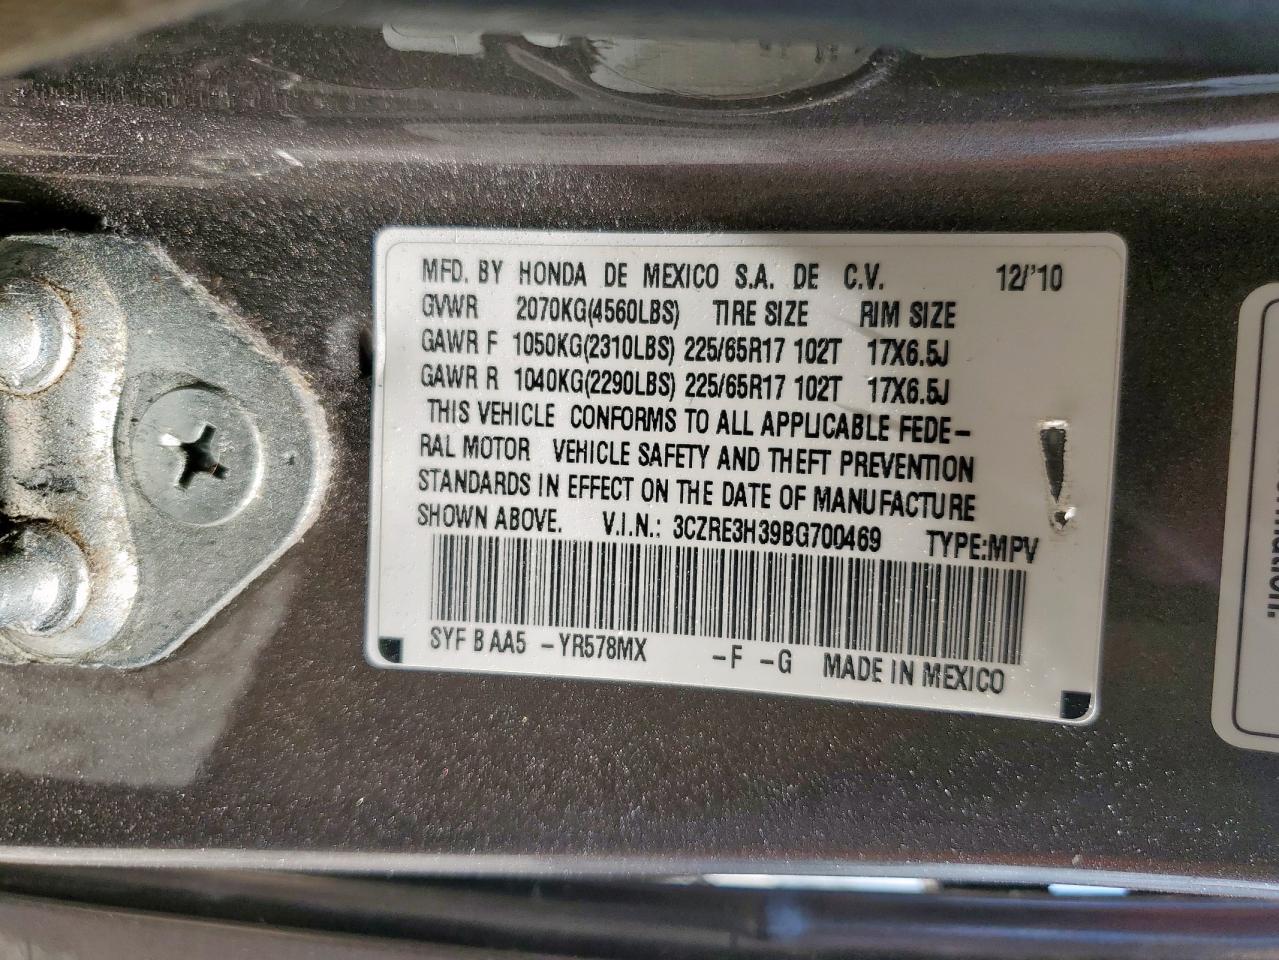 MFD. BY HONDA DE MEXICO S.A. DE C.V. 12/'10
GVWR 2070KG(4560LBS) TIRE SIZE RIM SIZE
GAWR F 1050KG(2310LBS) 225/65R17 102T 17X6.5J
GAWR R 1040KG(2290LBS) 225/65R17 102T 17X6.5J
THIS VEHICLE CONFORMS TO ALL APPLICABLE FEDE-
RAL MOTOR VEHICLE SAFETY AND THEFT PREVENTION
STANDARDS IN EFFECT ON THE DATE OF MANUFACTURE
SHOWN ABOVE. V.I.N.: 3CZRE3H39BG700469 TYPE:MPV
SYF B AA5 -YR578MX -F -G MADE IN MEXICO